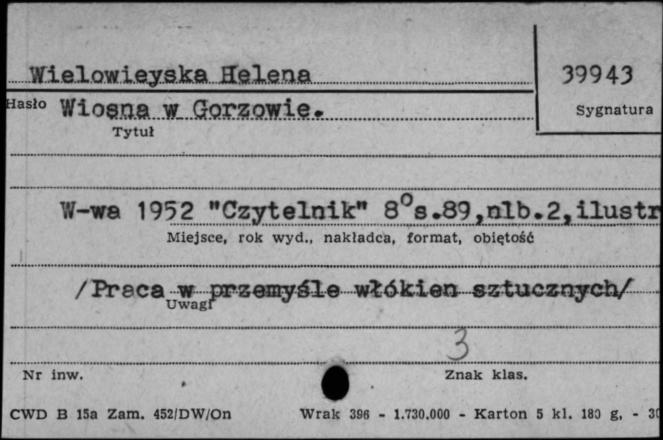 Wielowieyska Helena
39943
Hasło Wiosna w Gorzowie.
Sygnatura
Tytuł
W-wa 1952 "Czytelnik" 8°s.89,nlb.2,ilustr
Miejsce, rok wyd., nakładca, format, objętość
/Praca w przemyśle włókien sztucznych/
Uwagi
3
Nr inw.
Znak klas.
CWD B 15a Zam. 452/DW/On Wrak 396 - 1.730.000 - Karton 5 kl. 180 g, - 30